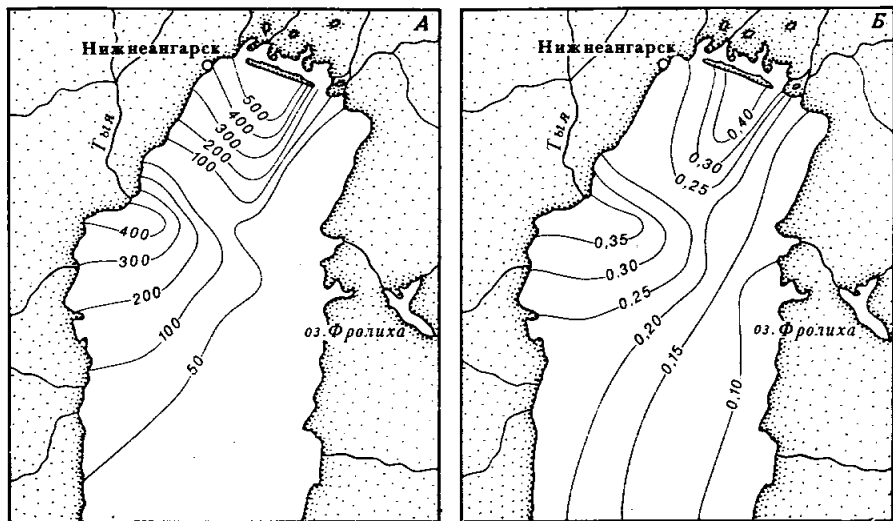 А
Нижнеангарск
Тыя
500
400
300
200
100
400
300
200
100
50
оз. Фролиха
Б
Нижнеангарск
Тыя
0,40
0,30
0,25
0,35
0,30
0,25
0,20
0,15
0,10
оз. Фролиха